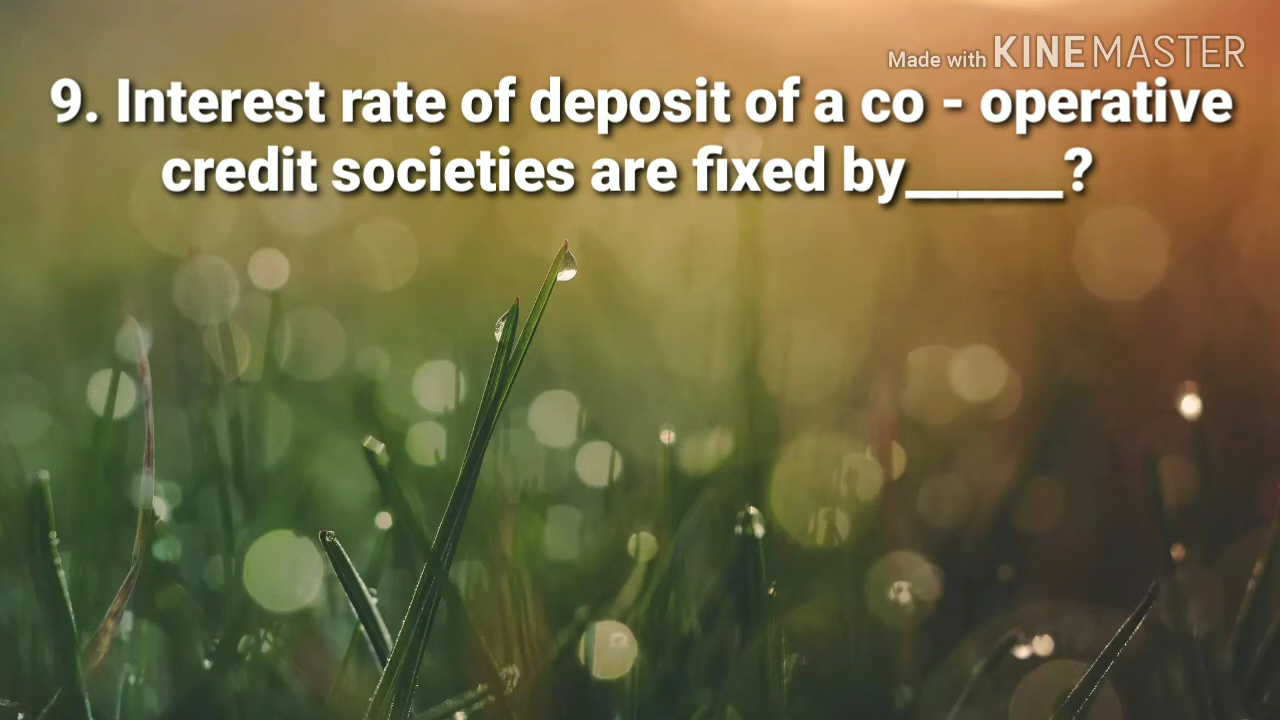 Made with KINEMASTER
9. Interest rate of deposit of a co - operative
credit societies are fixed by______?